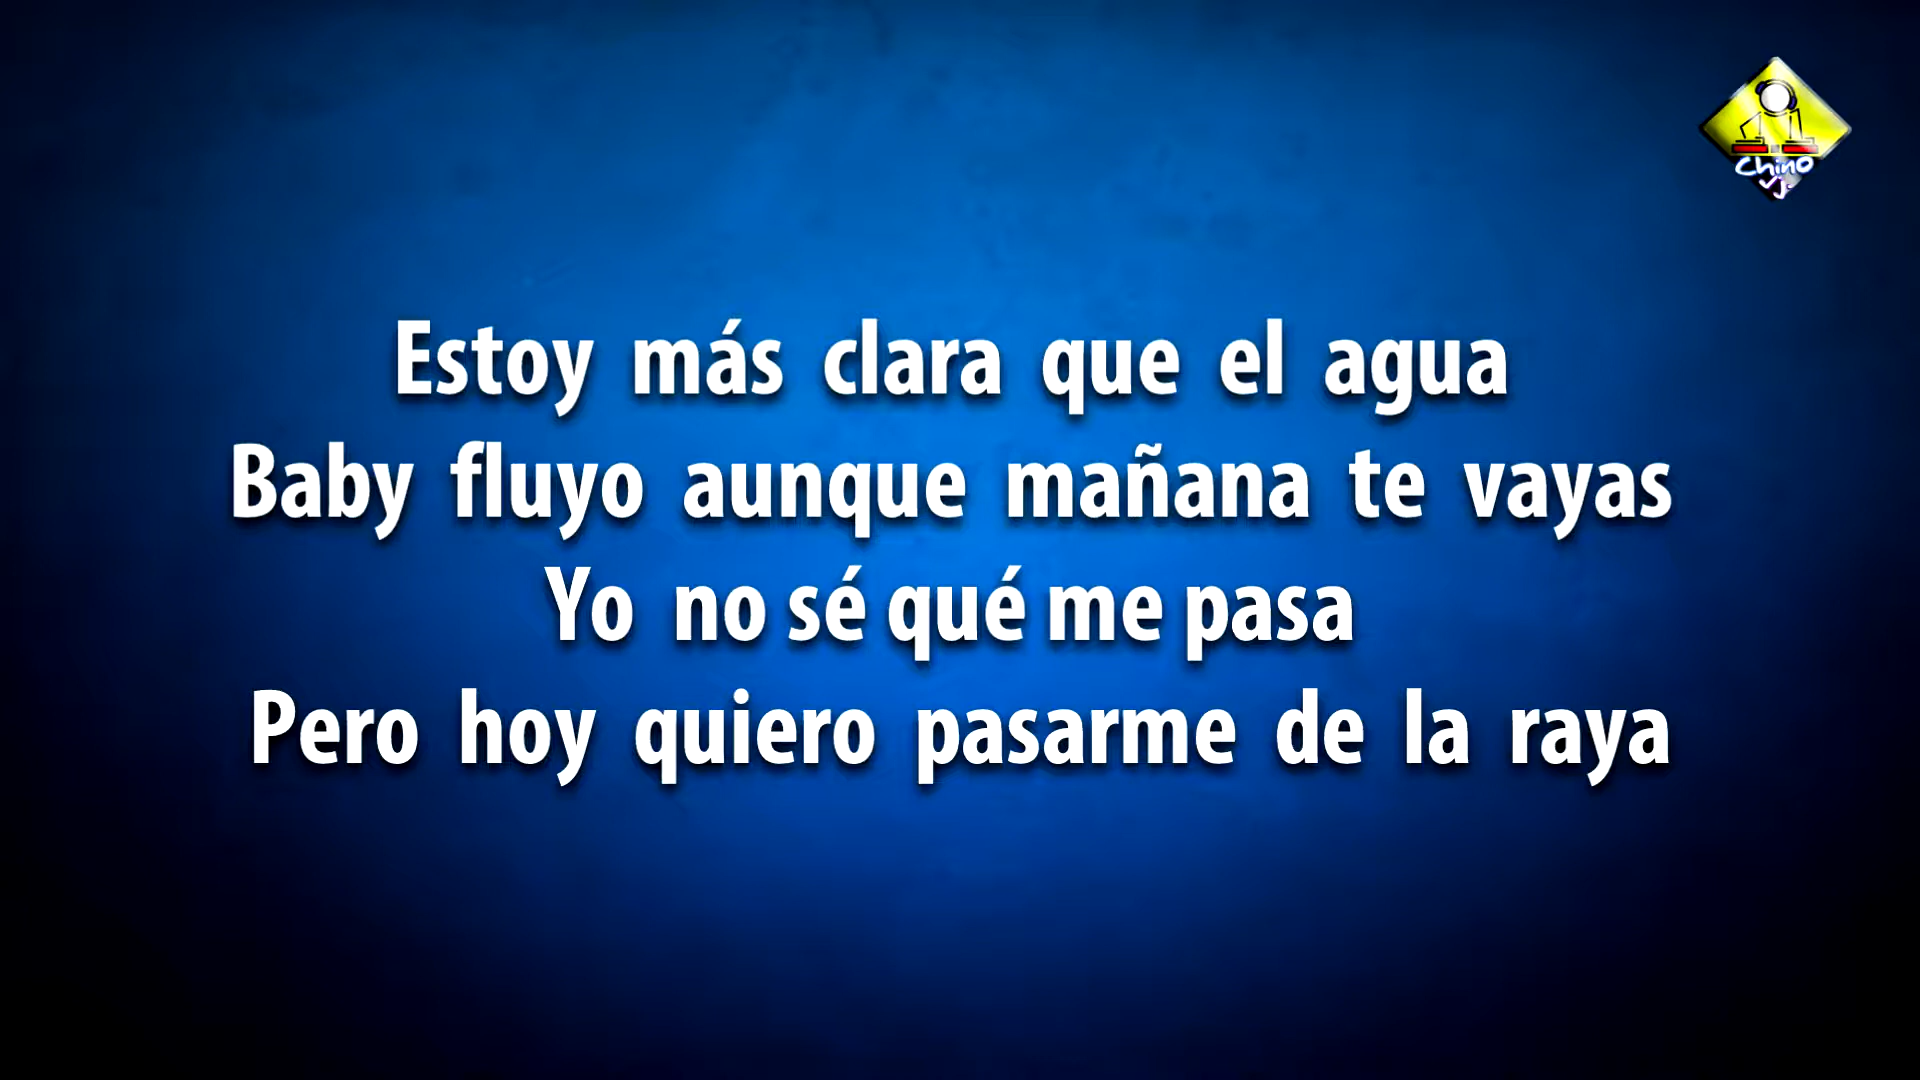 Chino
Vj.
Estoy más clara que el agua
Baby fluyo aunque mañana te vayas
Yo no sé qué me pasa
Pero hoy quiero pasarme de la raya